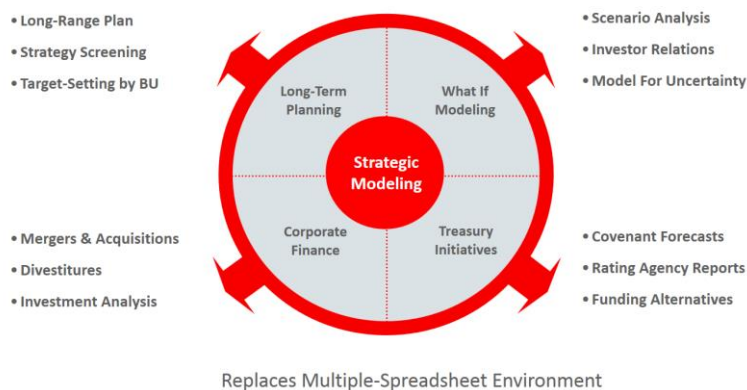 • Long-Range Plan
• Strategy Screening
• Target-Setting by BU
• Scenario Analysis
• Investor Relations
• Model For Uncertainty
Long-Term
Planning
What If
Modeling
Strategic
Modeling
Corporate
Finance
Treasury
Initiatives
• Mergers & Acquisitions
• Divestitures
• Investment Analysis
• Covenant Forecasts
• Rating Agency Reports
• Funding Alternatives
Replaces Multiple-Spreadsheet Environment